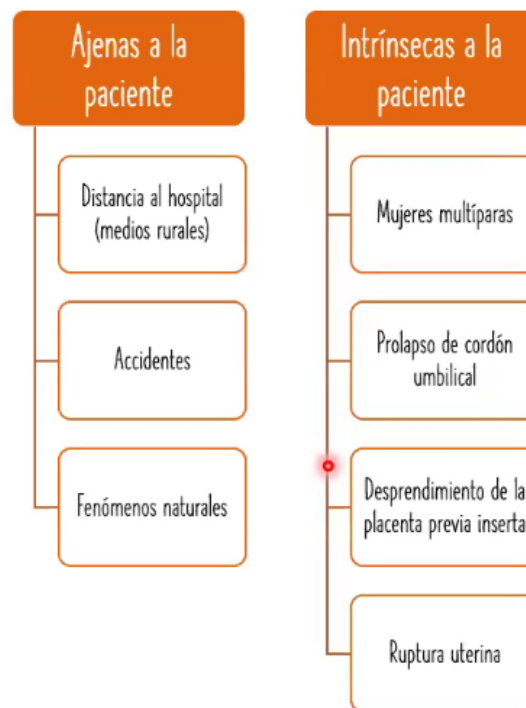 Ajenas a la
paciente
Distancia al hospital
(medios rurales)
Accidentes
Fenómenos naturales
Intrínsecas a la
paciente
Mujeres multíparas
Prolapso de cordón
umbilical
Desprendimiento de la
placenta previa inserta
Ruptura uterina